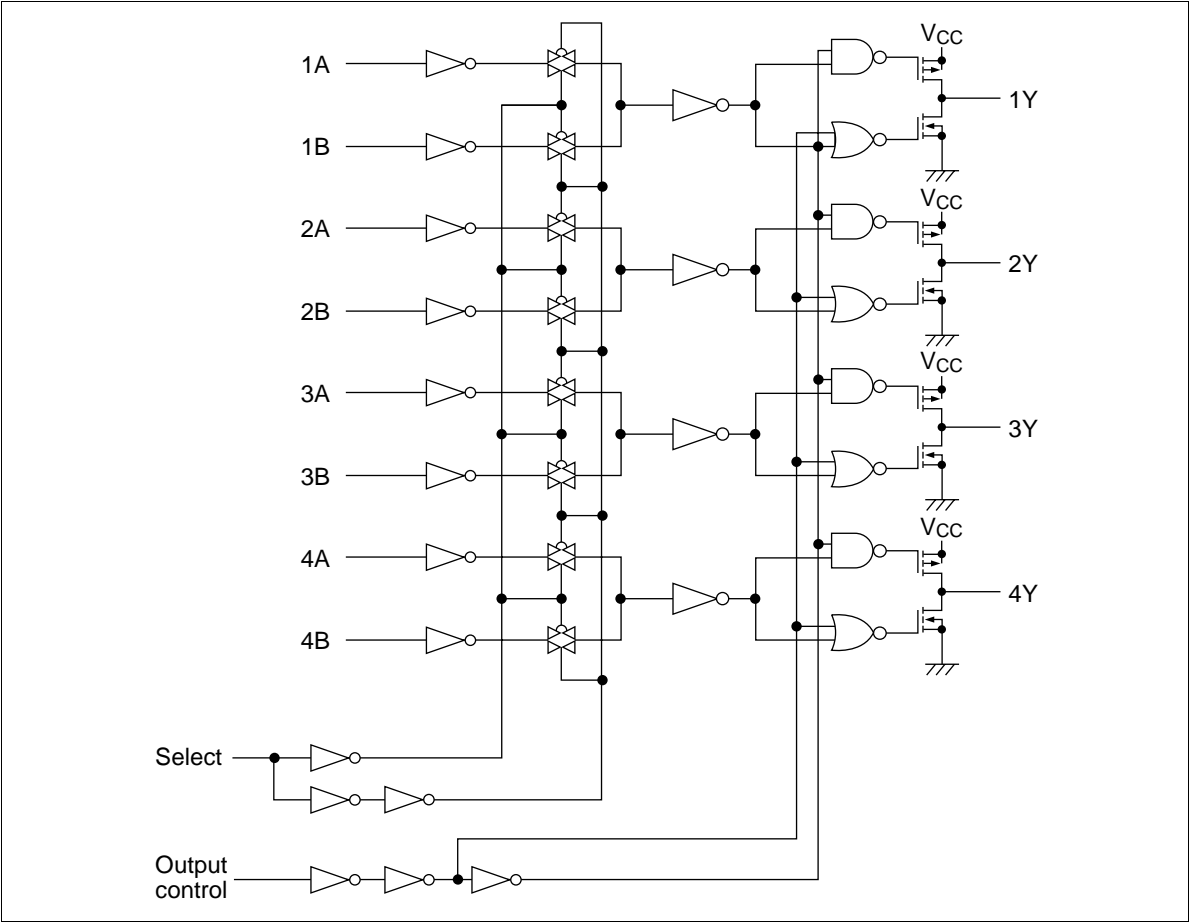 VCC
1A
1Y
1B
VCC
2A
2Y
2B
VCC
3A
3Y
3B
VCC
4A
4Y
4B
Select
Output
control